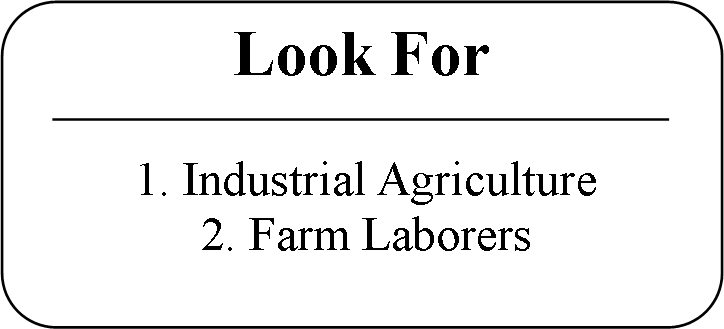 Look For
1. Industrial Agriculture
2. Farm Laborers